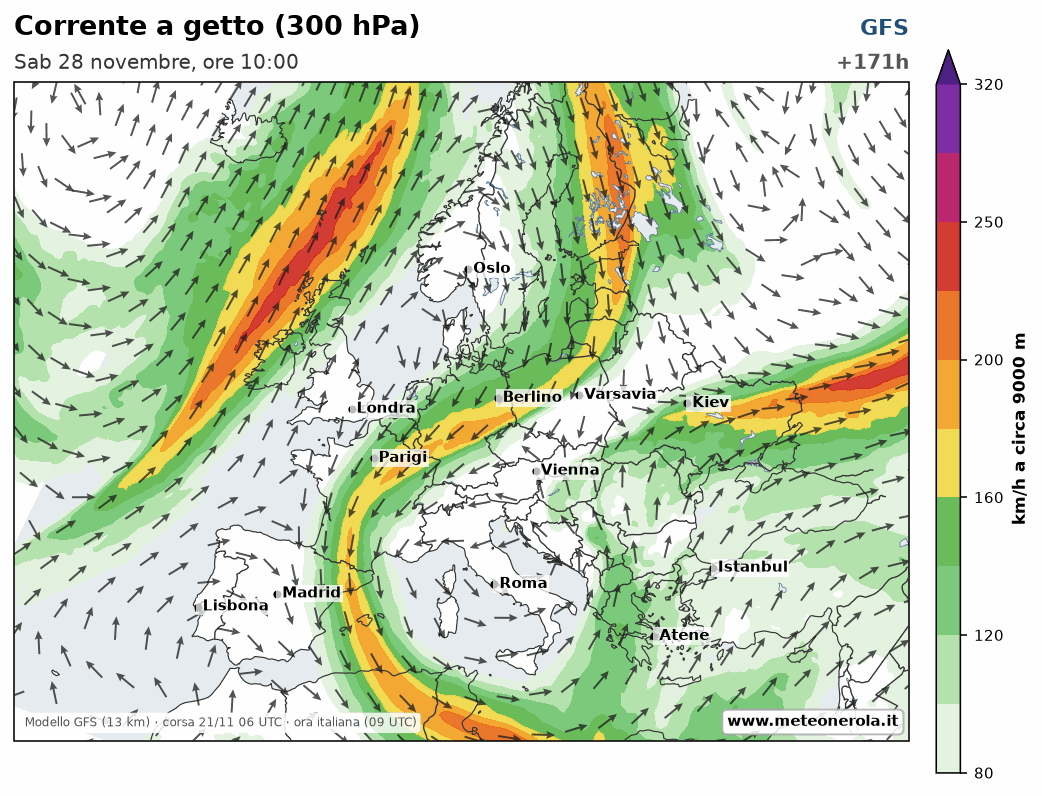 Corrente a getto (300 hPa)
GFS
Sab 28 novembre, ore 10:00
+171h
320
250
200
160
120
80
km/h a circa 9000 m
Oslo
Berlino
Varsavia
Kiev
Londra
Parigi
Vienna
Istanbul
Roma
Madrid
Lisbona
Atene
Modello GFS (13 km) · corsa 21/11 06 UTC · ora italiana (09 UTC)
www.meteonerola.it